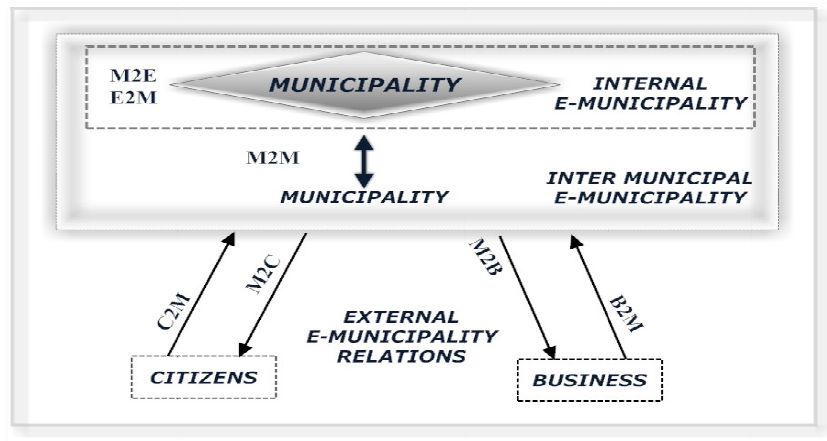 M2E
E2M
MUNICIPALITY
INTERNAL
E-MUNICIPALITY
M2M
MUNICIPALITY
INTER MUNICIPAL
E-MUNICIPALITY
C2M
M2C
M2B
B2M
EXTERNAL
E-MUNICIPALITY
RELATIONS
CITIZENS
BUSINESS